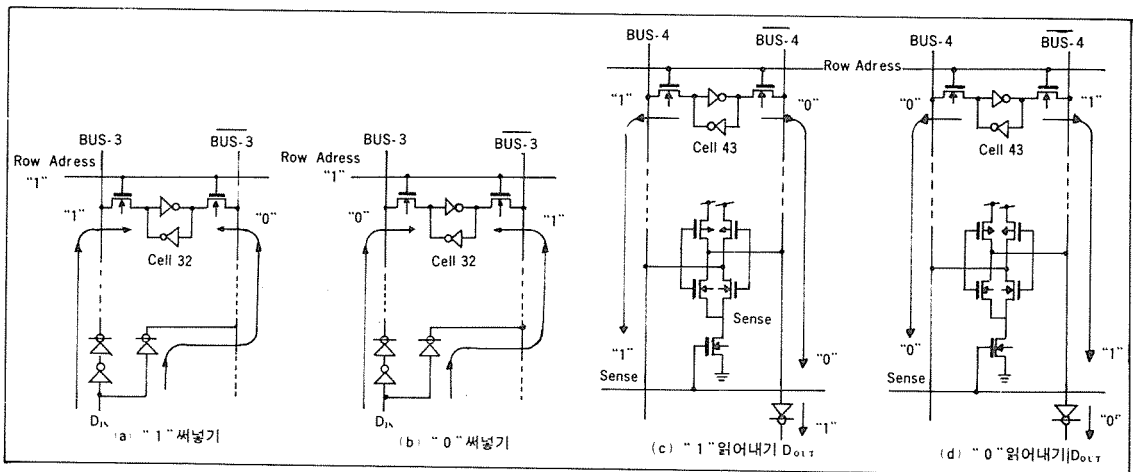 BUS-3
BUS-3
Row Adress
"1"
"1"
"0"
Cell 32
DIN
(a) "1" 써넣기
BUS-3
BUS-3
Row Adress
"1"
"0"
"1"
Cell 32
DIN
(b) "0" 써넣기
BUS-4
BUS-4
Row Adress
"1"
"0"
Cell 43
Sense
"1"
"0"
Sense
"1"
(c) "1" 읽어내기 DOUT
BUS-4
BUS-4
"0"
"1"
Cell 43
"0"
"1"
Sense
"0"
(d) "0" 읽어내기 DOUT